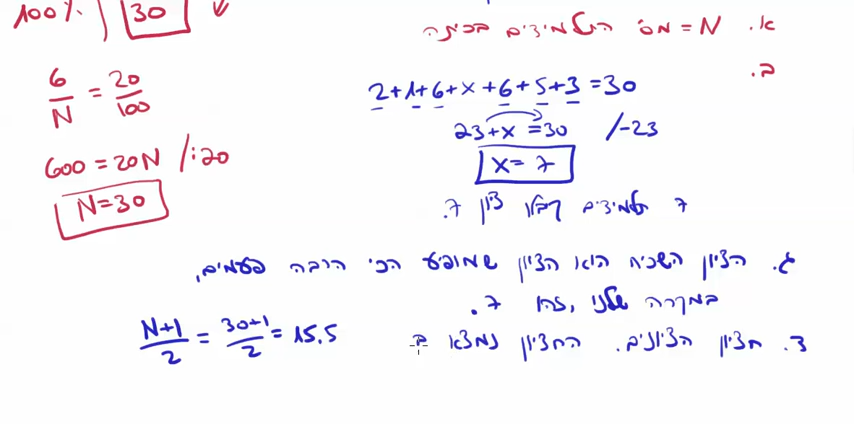 100% | 30
א. N = מס' התלמידים בכיתה
6/N = 20/100
600 = 20N /:20
N = 30
ב.
2+1+6+x+6+5+3=30
23+x=30 /-23
x=7
7 תלמידים קבלו ציון 7.
ג. הציון השכיח הוא הציון שמופיע הכי הרבה פעמים,
במקרה שלנו, זהו 7.
ד. חציון הציונים. החציון נמצא ב
(N+1)/2 = (30+1)/2 = 15.5